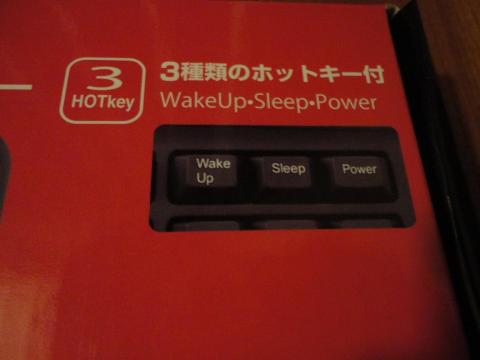 3
HOTkey
3種類のホットキー付
WakeUp•Sleep•Power
Wake
Up
Sleep
Power